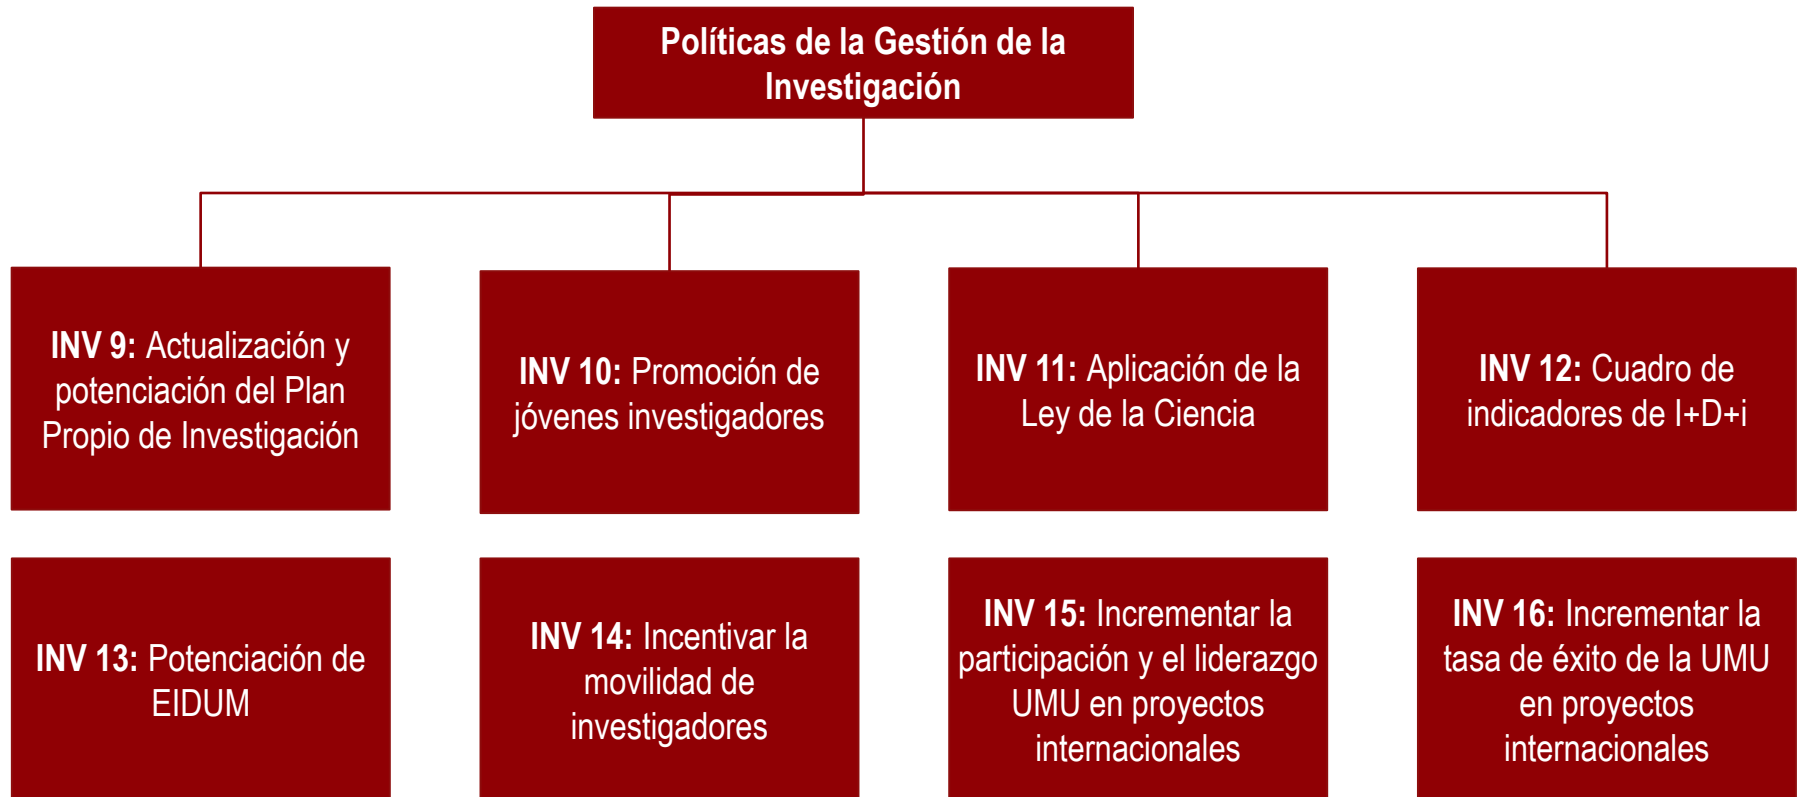 Políticas de la Gestión de la
Investigación
INV 9: Actualización y
potenciación del Plan
Propio de Investigación
INV 10: Promoción de
jóvenes investigadores
INV 11: Aplicación de la
Ley de la Ciencia
INV 12: Cuadro de
indicadores de I+D+i
INV 13: Potenciación de
EIDUM
INV 14: Incentivar la
movilidad de
investigadores
INV 15: Incrementar la
participación y el liderazgo
UMU en proyectos
internacionales
INV 16: Incrementar la
tasa de éxito de la UMU
en proyectos
internacionales